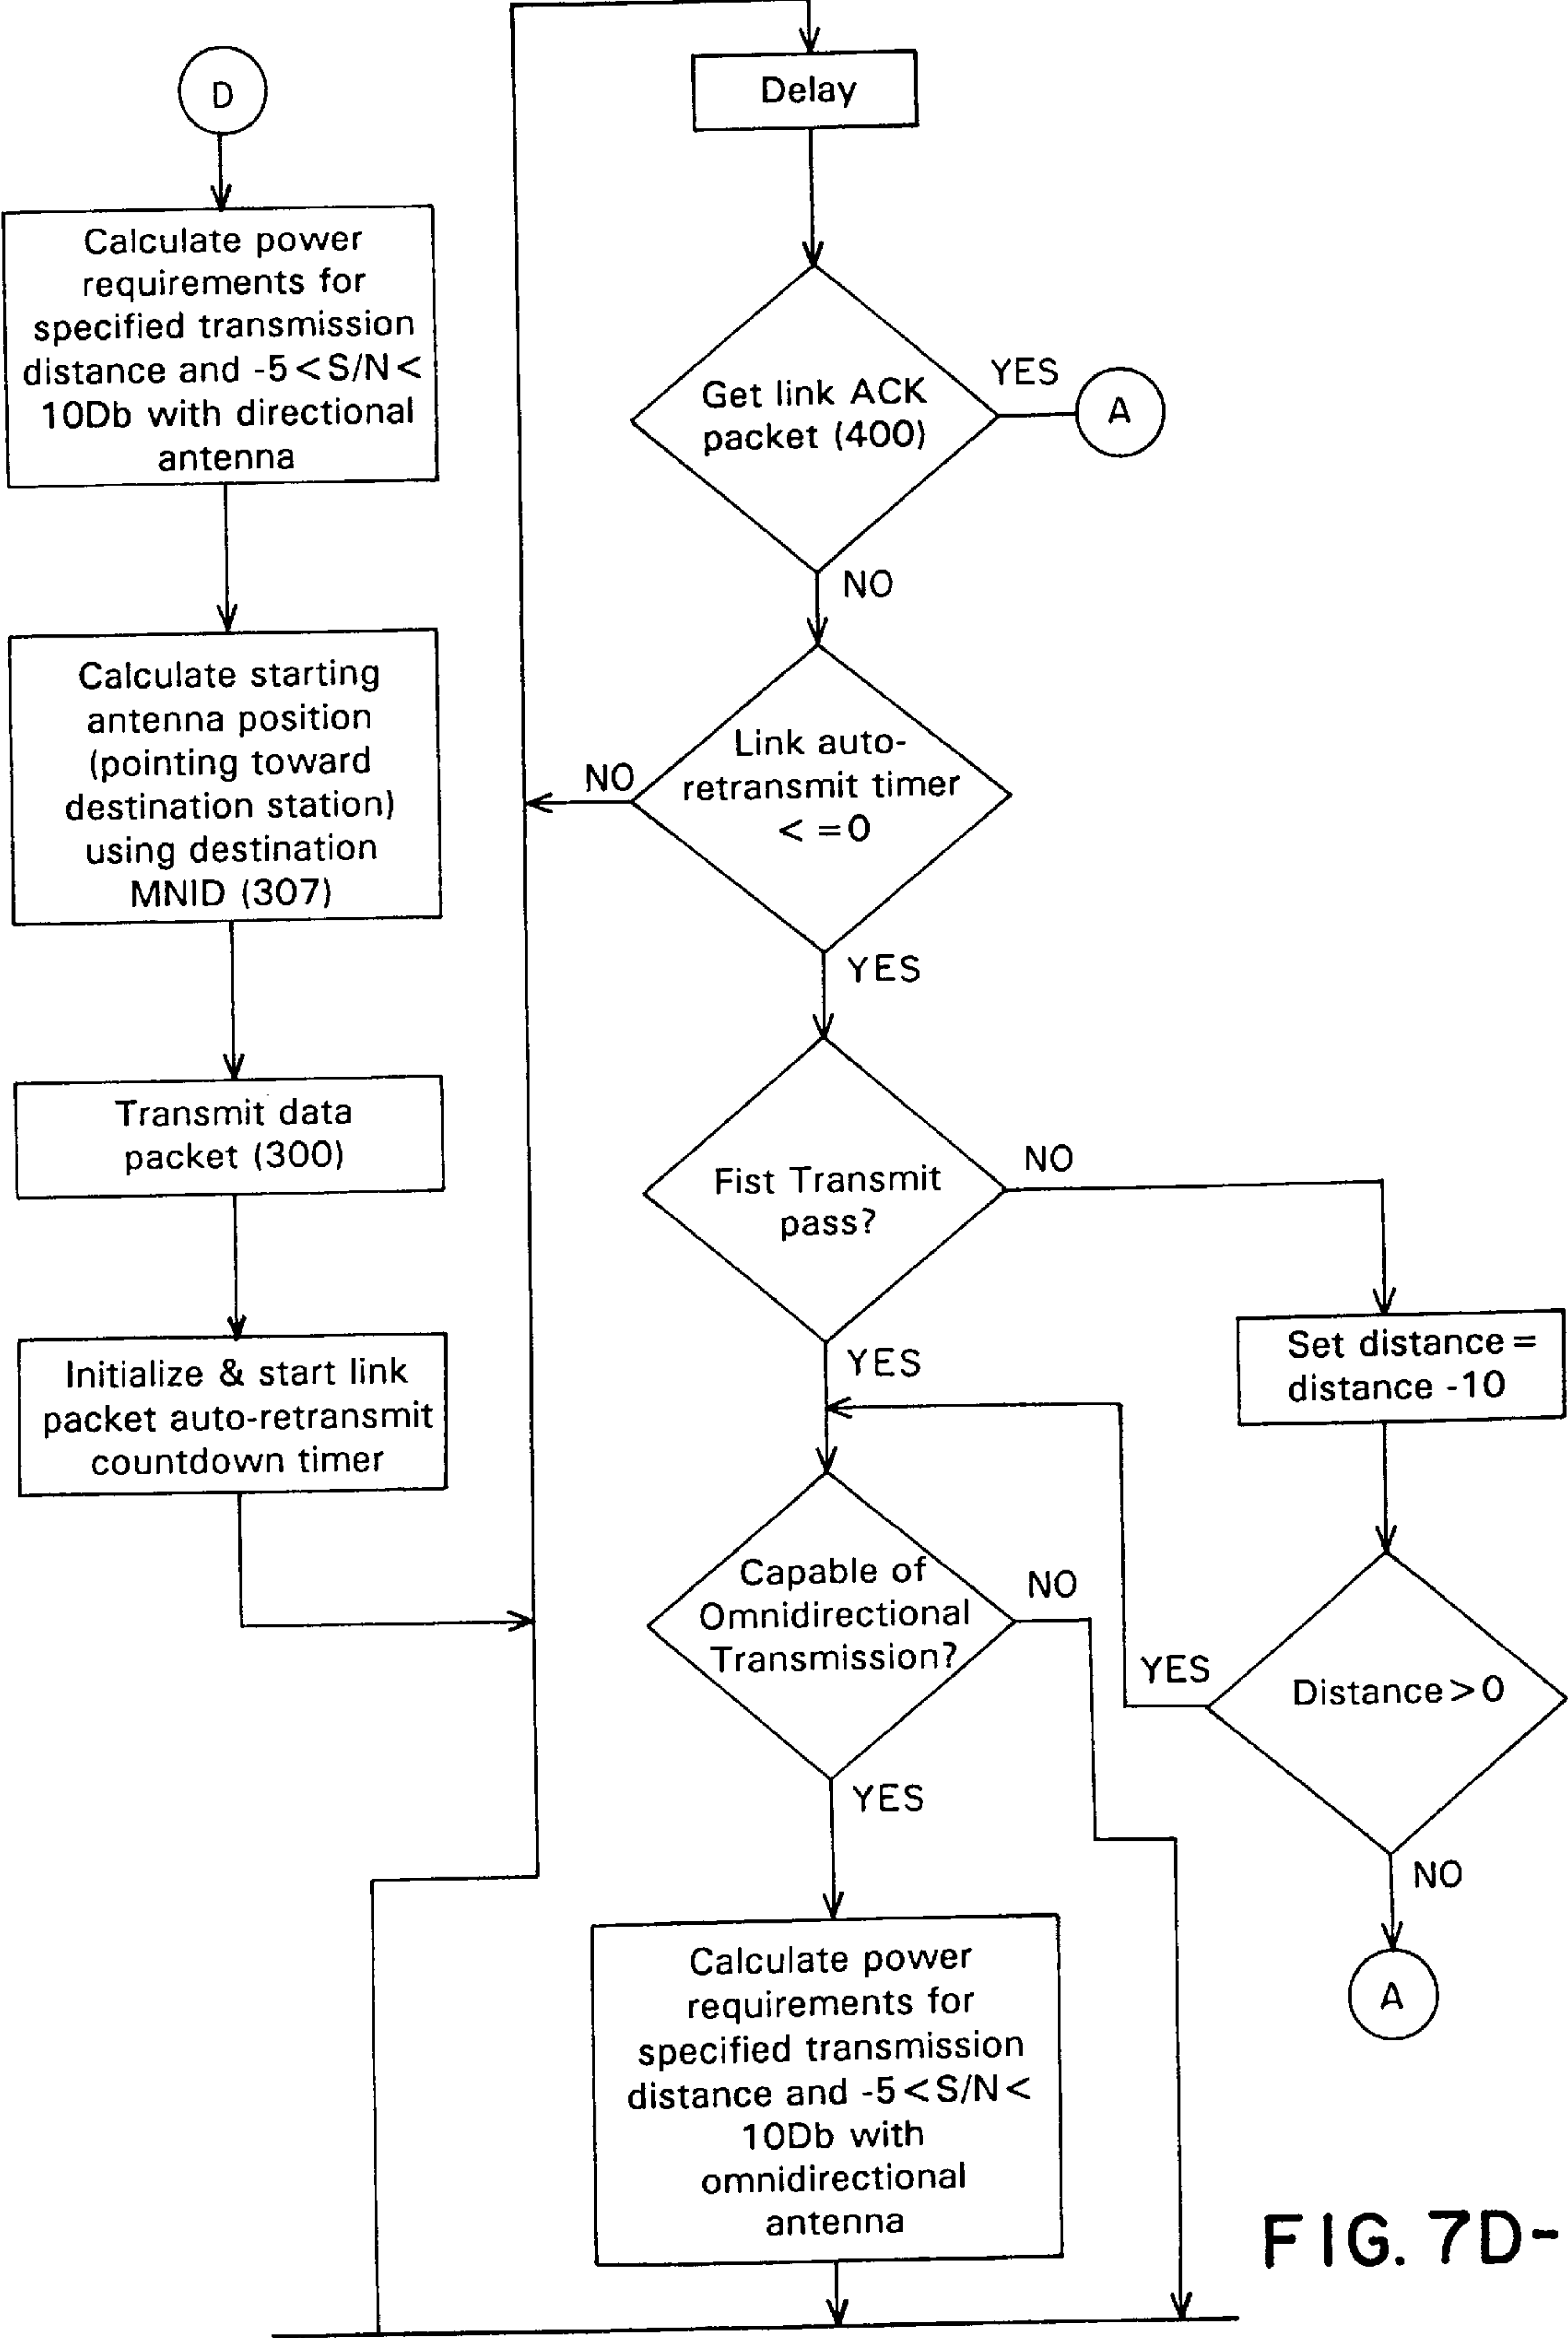 D
Calculate power
requirements for
specified transmission
distance and -5<S/N<
10Db with directional
antenna
Calculate starting
antenna position
(pointing toward
destination station)
using destination
MNID (307)
Transmit data
packet (300)
Initialize & start link
packet auto-retransmit
countdown timer
Delay
Get link ACK
packet (400)
YES
A
NO
Link auto-
retransmit timer
< =0
NO
YES
Fist Transmit
pass?
NO
YES
Set distance=
distance -10
Capable of
Omnidirectional
Transmission?
NO
YES
Distance>0
YES
NO
A
Calculate power
requirements for
specified transmission
distance and -5<S/N<
10Db with
omnidirectional
antenna
FIG. 7D-